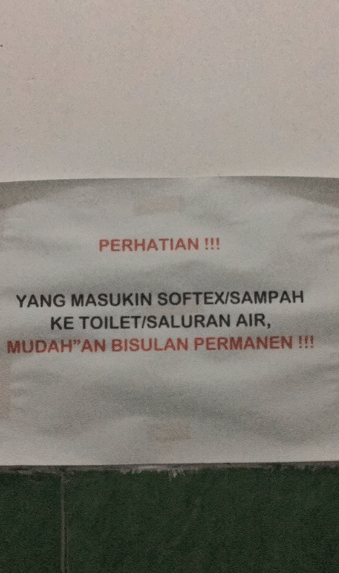 PERHATIAN !!!
YANG MASUKIN SOFTEX/SAMPAH
KE TOILET/SALURAN AIR,
MUDAH"AN BISULAN PERMANEN !!!